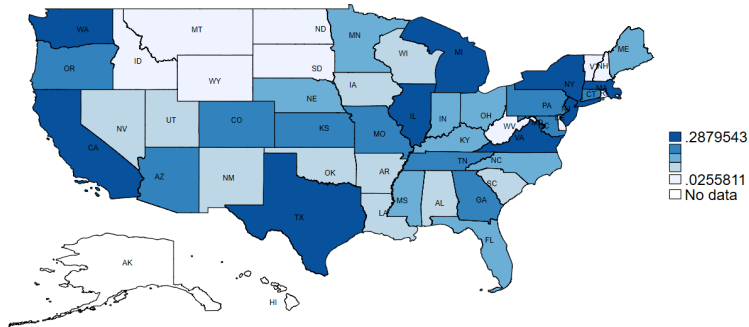 WA
MT
ND
MN
ME
OR
ID
SD
WI
MI
VT
NH
WY
IA
NY
MA
NE
PA
CT
NV
UT
CO
KS
MO
IL
IN
OH
NJ
WV
VA
CA
KY
AZ
NM
OK
AR
TN
NC
SC
TX
LA
MS
AL
GA
FL
AK
HI
.2879543
.0255811
No data